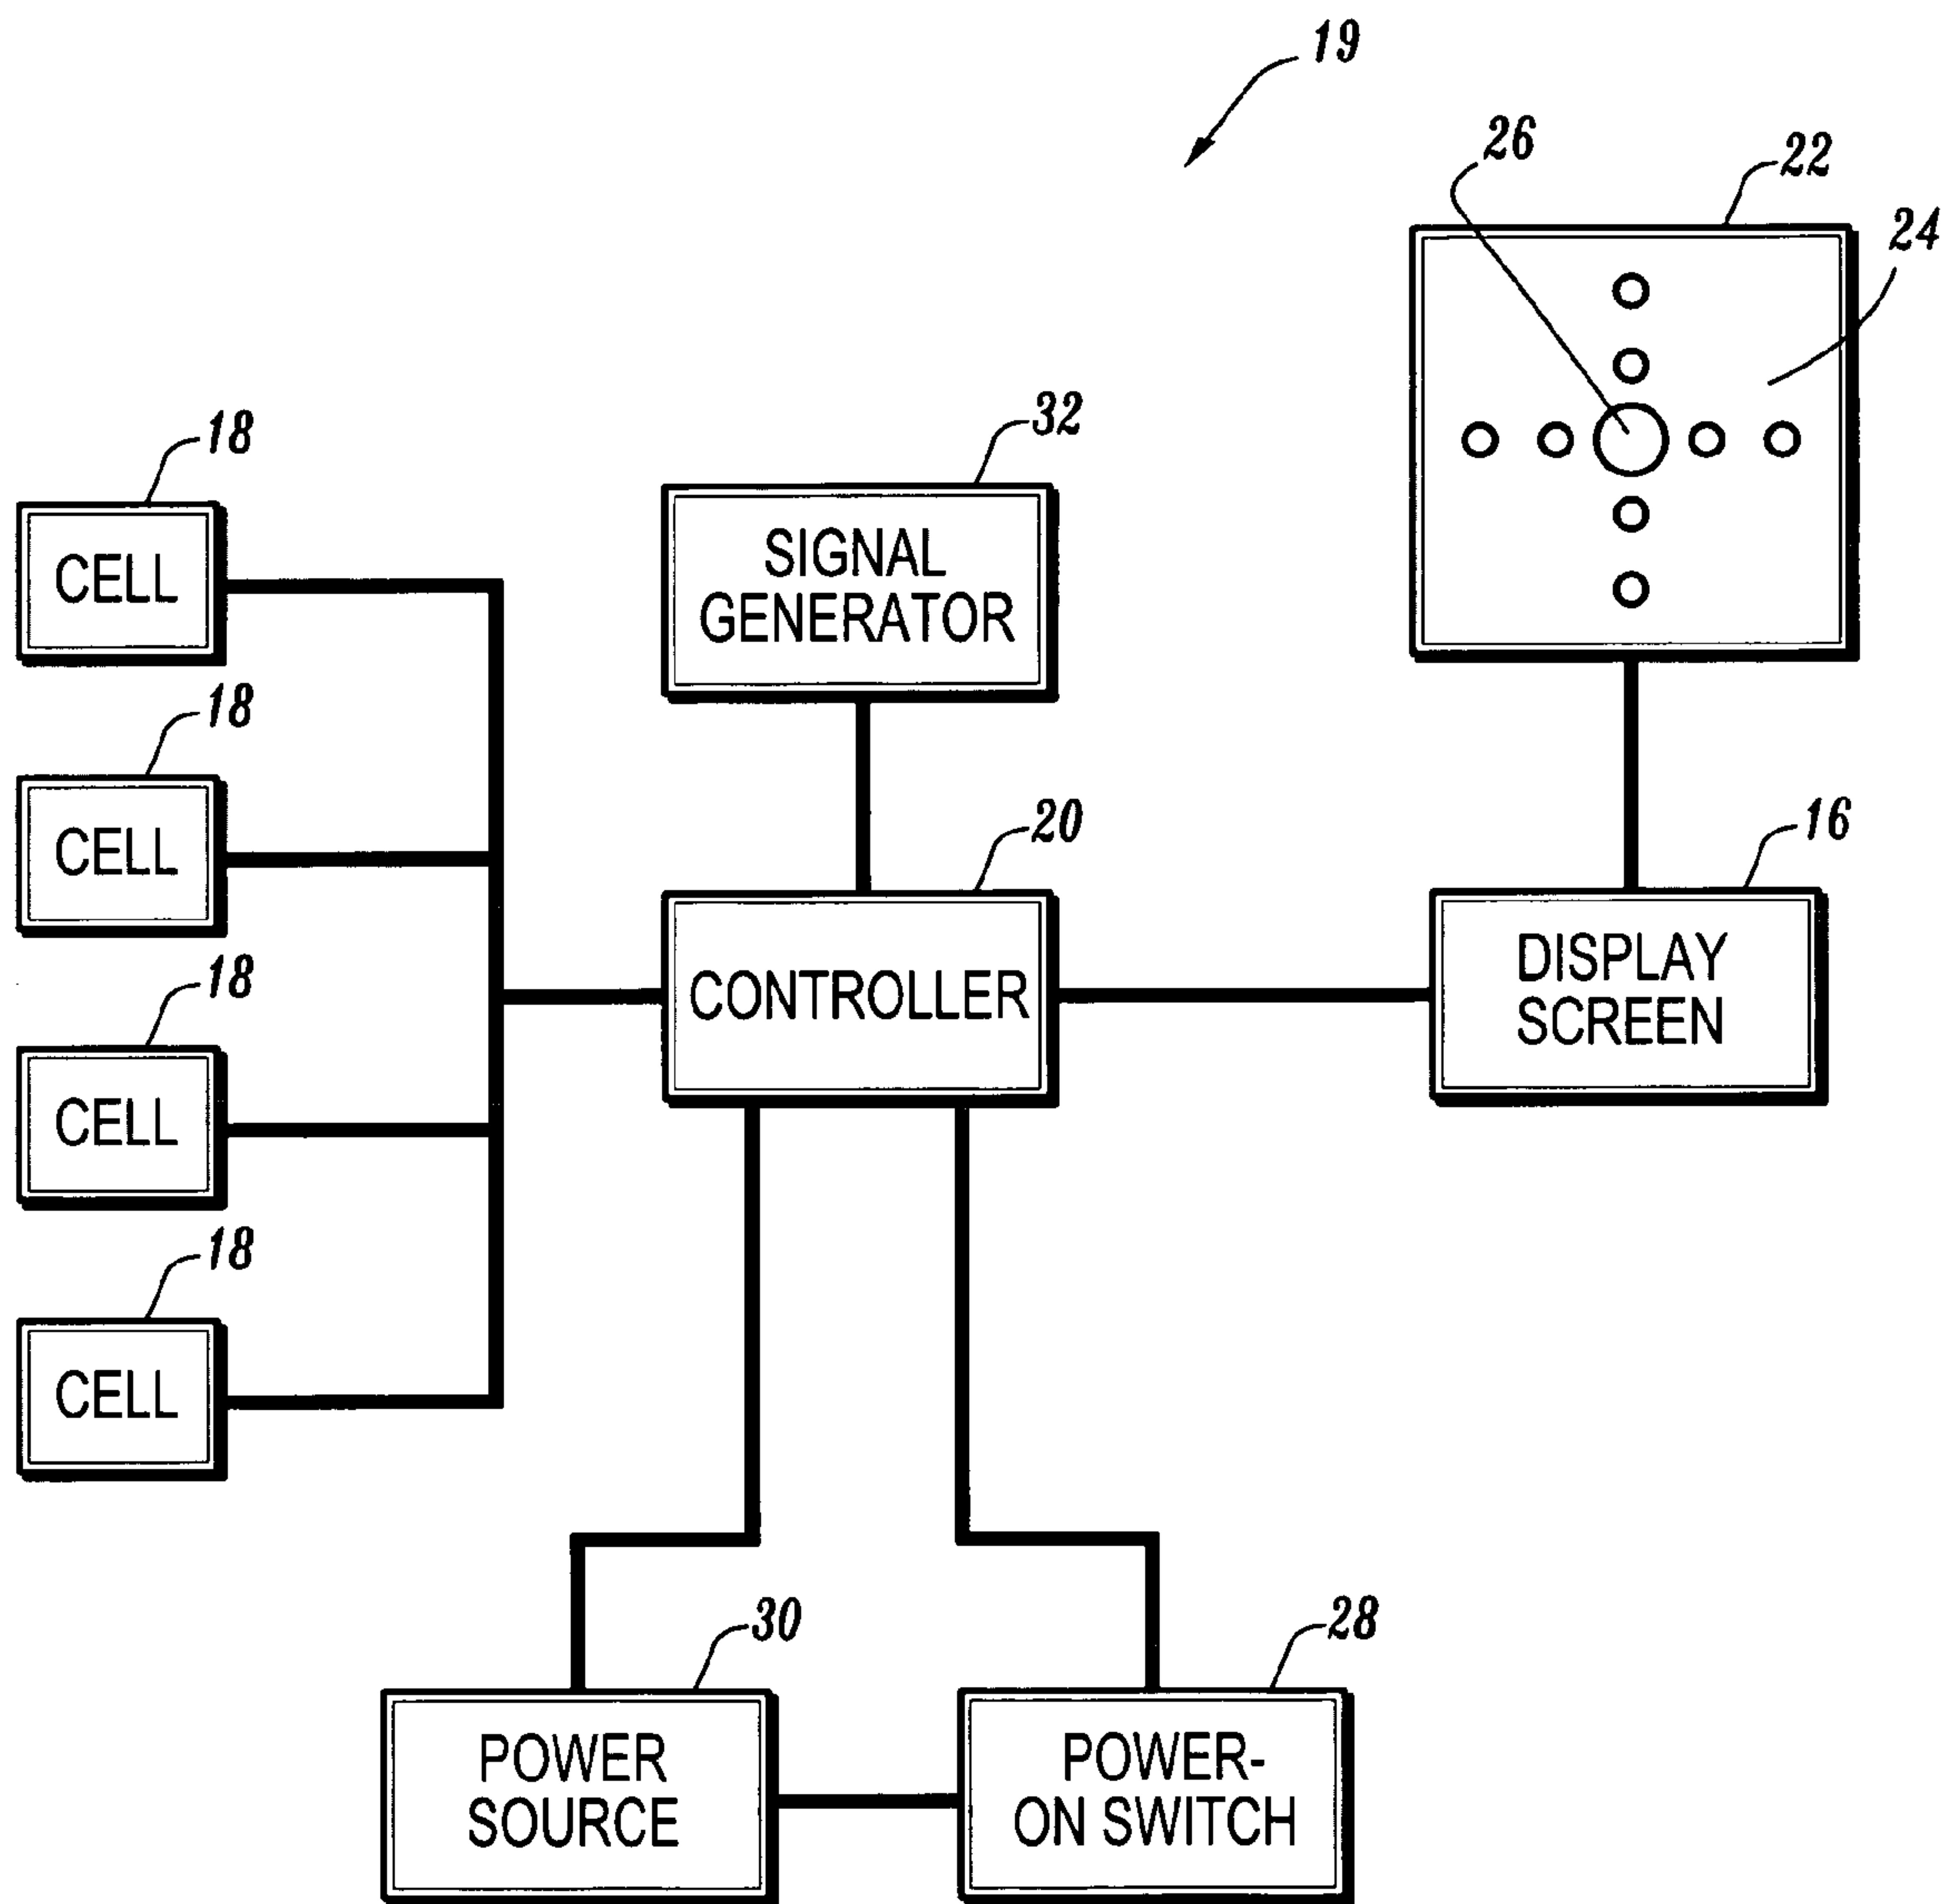 19
26
22
24
32
18
CELL
SIGNAL
GENERATOR
18
CELL
20
CONTROLLER
16
DISPLAY
SCREEN
18
CELL
18
CELL
30
POWER
SOURCE
28
POWER-
ON SWITCH